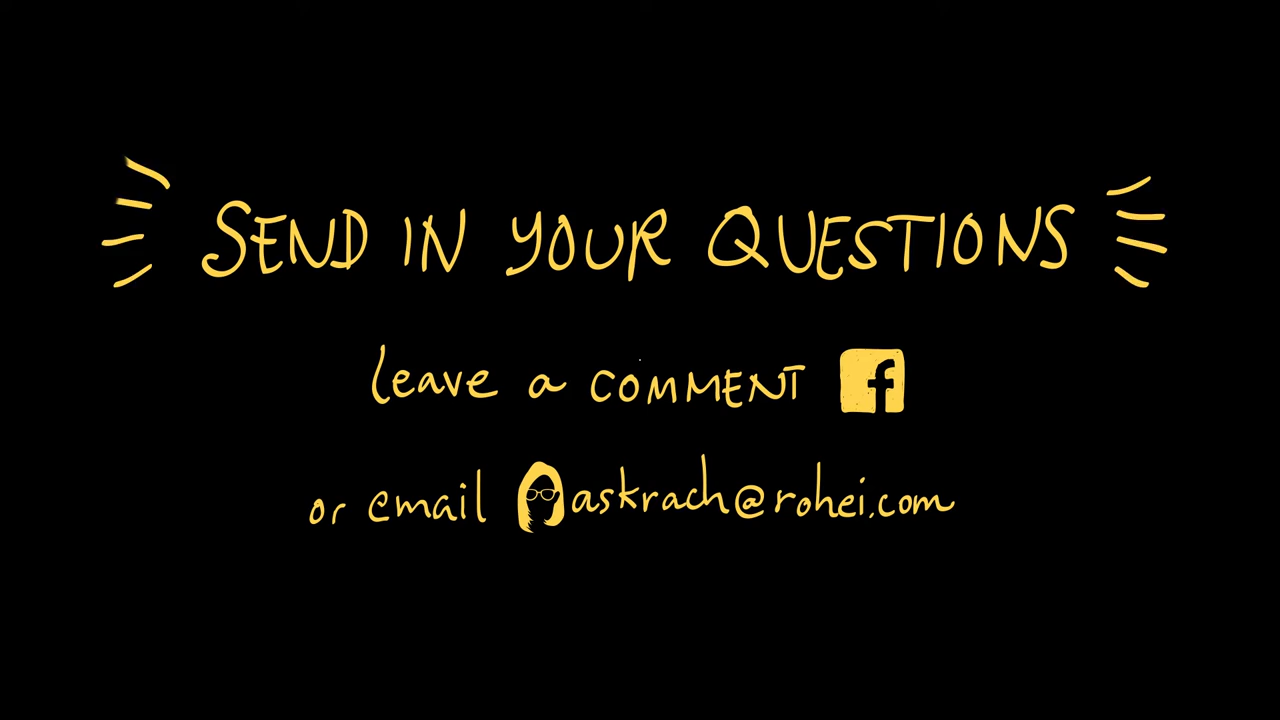 SEND IN YOUR QUESTIONS
leave a COMMENT f
or email askrach@rohei.com